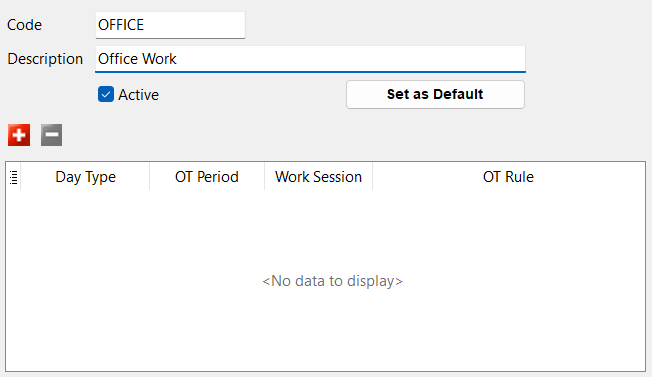 Code OFFICE
Description Office Work
Active Set as Default
Day Type OT Period Work Session OT Rule
<No data to display>